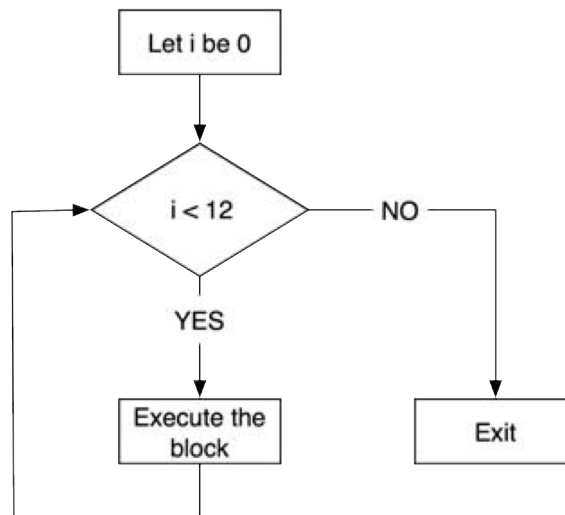 Let i be 0
i < 12
NO
YES
Execute the
block
Exit